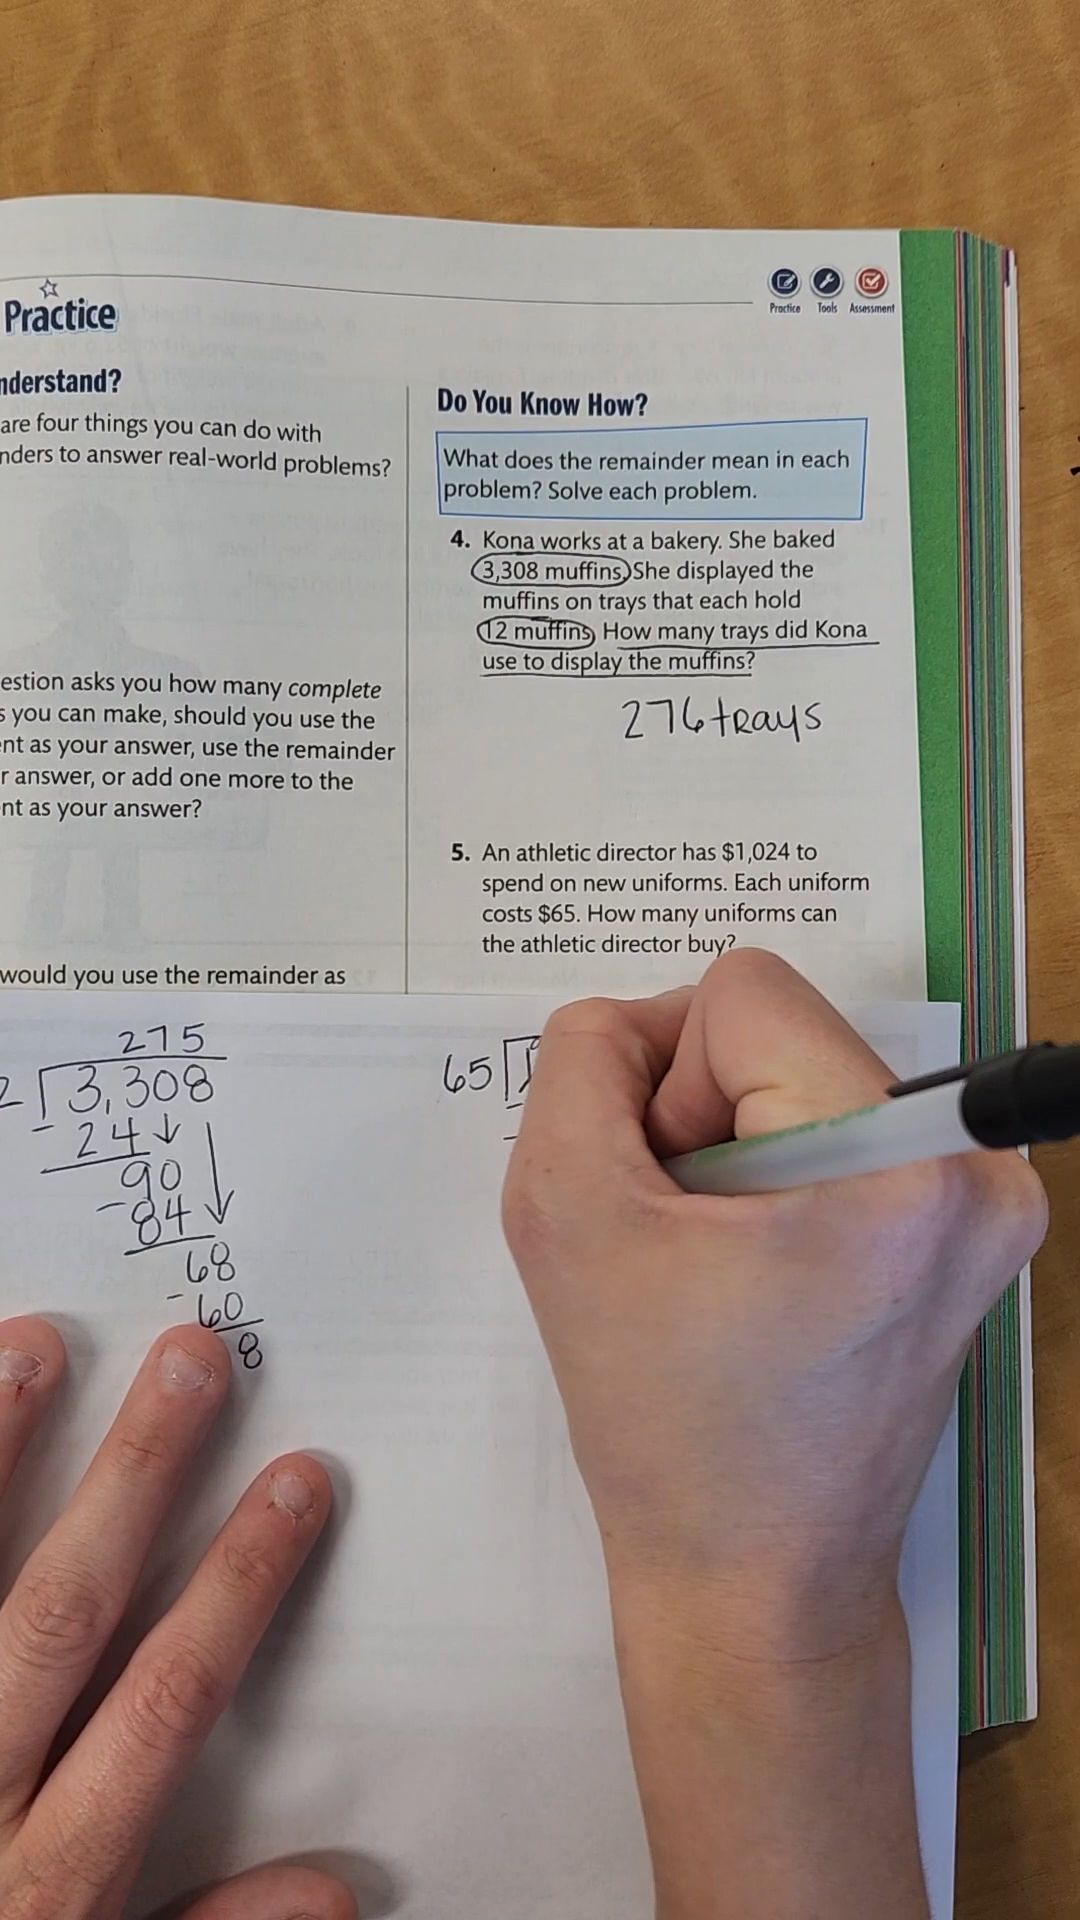 Practice
Practice Tools Assessment
nderstand?
are four things you can do with
nders to answer real-world problems?
estion asks you how many complete
s you can make, should you use the
nt as your answer, use the remainder
r answer, or add one more to the
nt as your answer?
would you use the remainder as
Do You Know How?
What does the remainder mean in each
problem? Solve each problem.
4. Kona works at a bakery. She baked
3,308 muffins. She displayed the
muffins on trays that each hold
12 muffins. How many trays did Kona
use to display the muffins?
276 trays
5. An athletic director has $1,024 to
spend on new uniforms. Each uniform
costs $65. How many uniforms can
the athletic director buy?
275
2 3,308
- 24
90
- 84
68
- 60
8
65 1